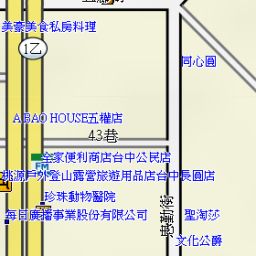 美豪美食私房料理
1乙
同心圓
ABAO HOUSE五權店
43巷
全家便利商店台中公民店
FM
桃源戶外登山露營旅遊用品店台中長圓店
珍珠動物醫院
忠勤街
每日廣播事業股份有限公司
聖淘莎
文化公爵